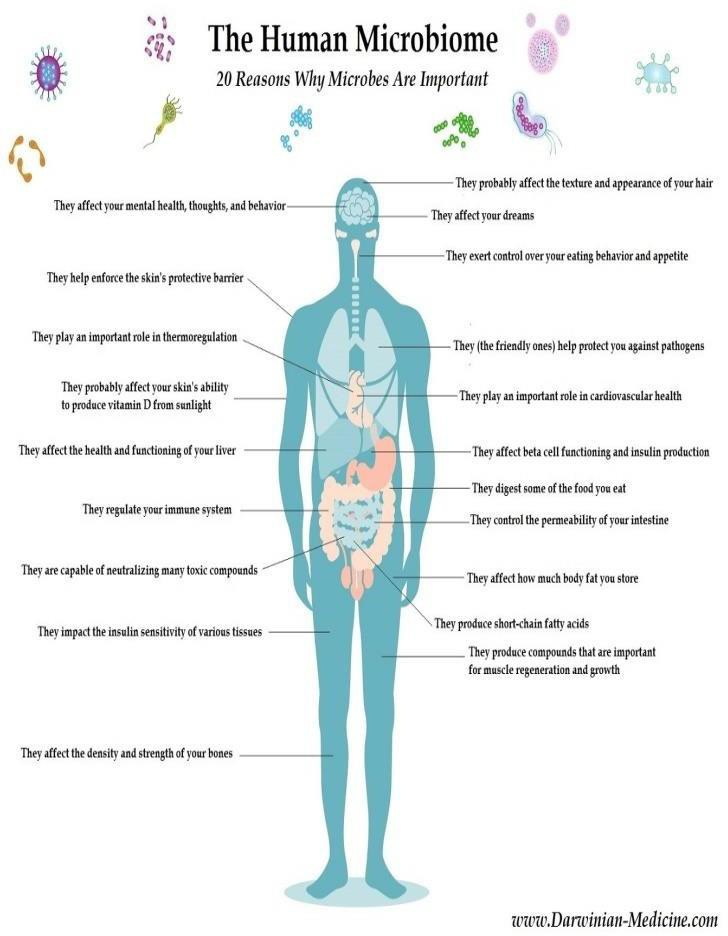 The Human Microbiome
20 Reasons Why Microbes Are Important
They probably affect the texture and appearance of your hair
They affect your mental health, thoughts, and behavior
They affect your dreams
They exert control over your eating behavior and appetite
They help enforce the skin's protective barrier
They play an important role in thermoregulation
They (the friendly ones) help protect you against pathogens
They probably affect your skin's ability
to produce vitamin D from sunlight
They play an important role in cardiovascular health
They affect the health and functioning of your liver
They affect beta cell functioning and insulin production
They digest some of the food you eat
They regulate your immune system
They control the permeability of your intestine
They are capable of neutralizing many toxic compounds
They affect how much body fat you store
They produce short-chain fatty acids
They impact the insulin sensitivity of various tissues
They produce compounds that are important
for muscle regeneration and growth
They affect the density and strength of your bones
www.Darwinian-Medicine.com